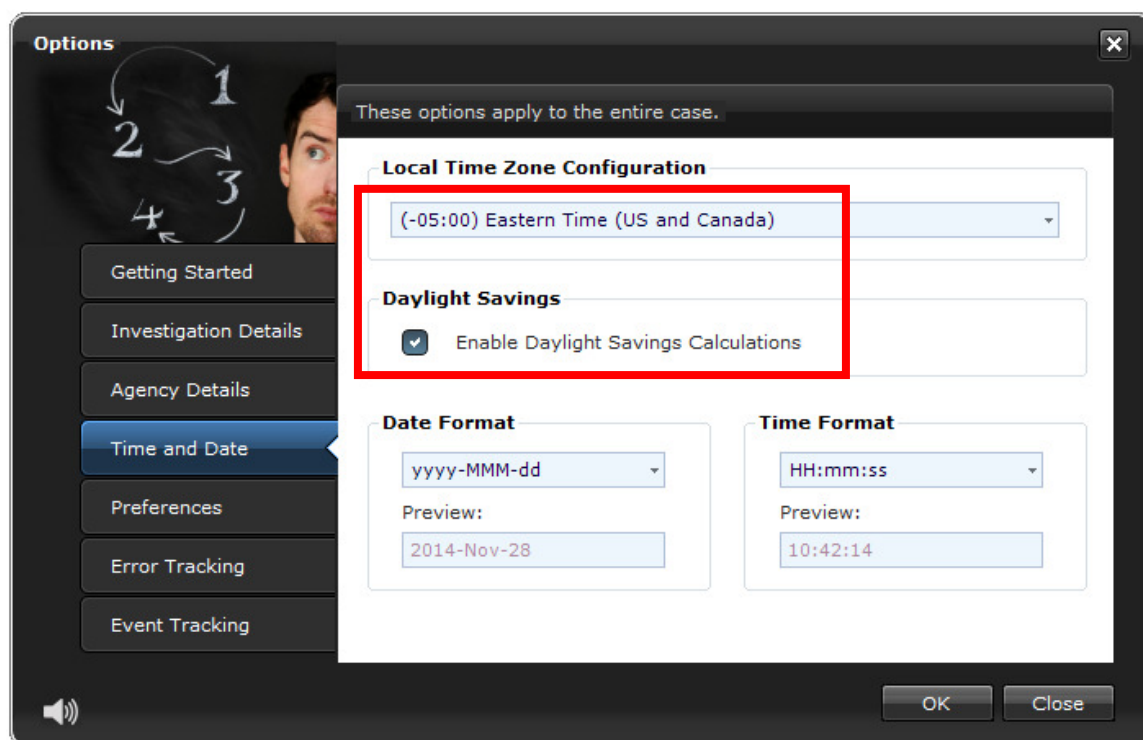 Options
1
2
3
4
These options apply to the entire case.
Getting Started
Investigation Details
Agency Details
Time and Date
Preferences
Error Tracking
Event Tracking
Local Time Zone Configuration
(-05:00) Eastern Time (US and Canada)
Daylight Savings
Enable Daylight Savings Calculations
Date Format
yyyy-MMM-dd
Preview:
2014-Nov-28
Time Format
HH:mm:ss
Preview:
10:42:14
OK
Close